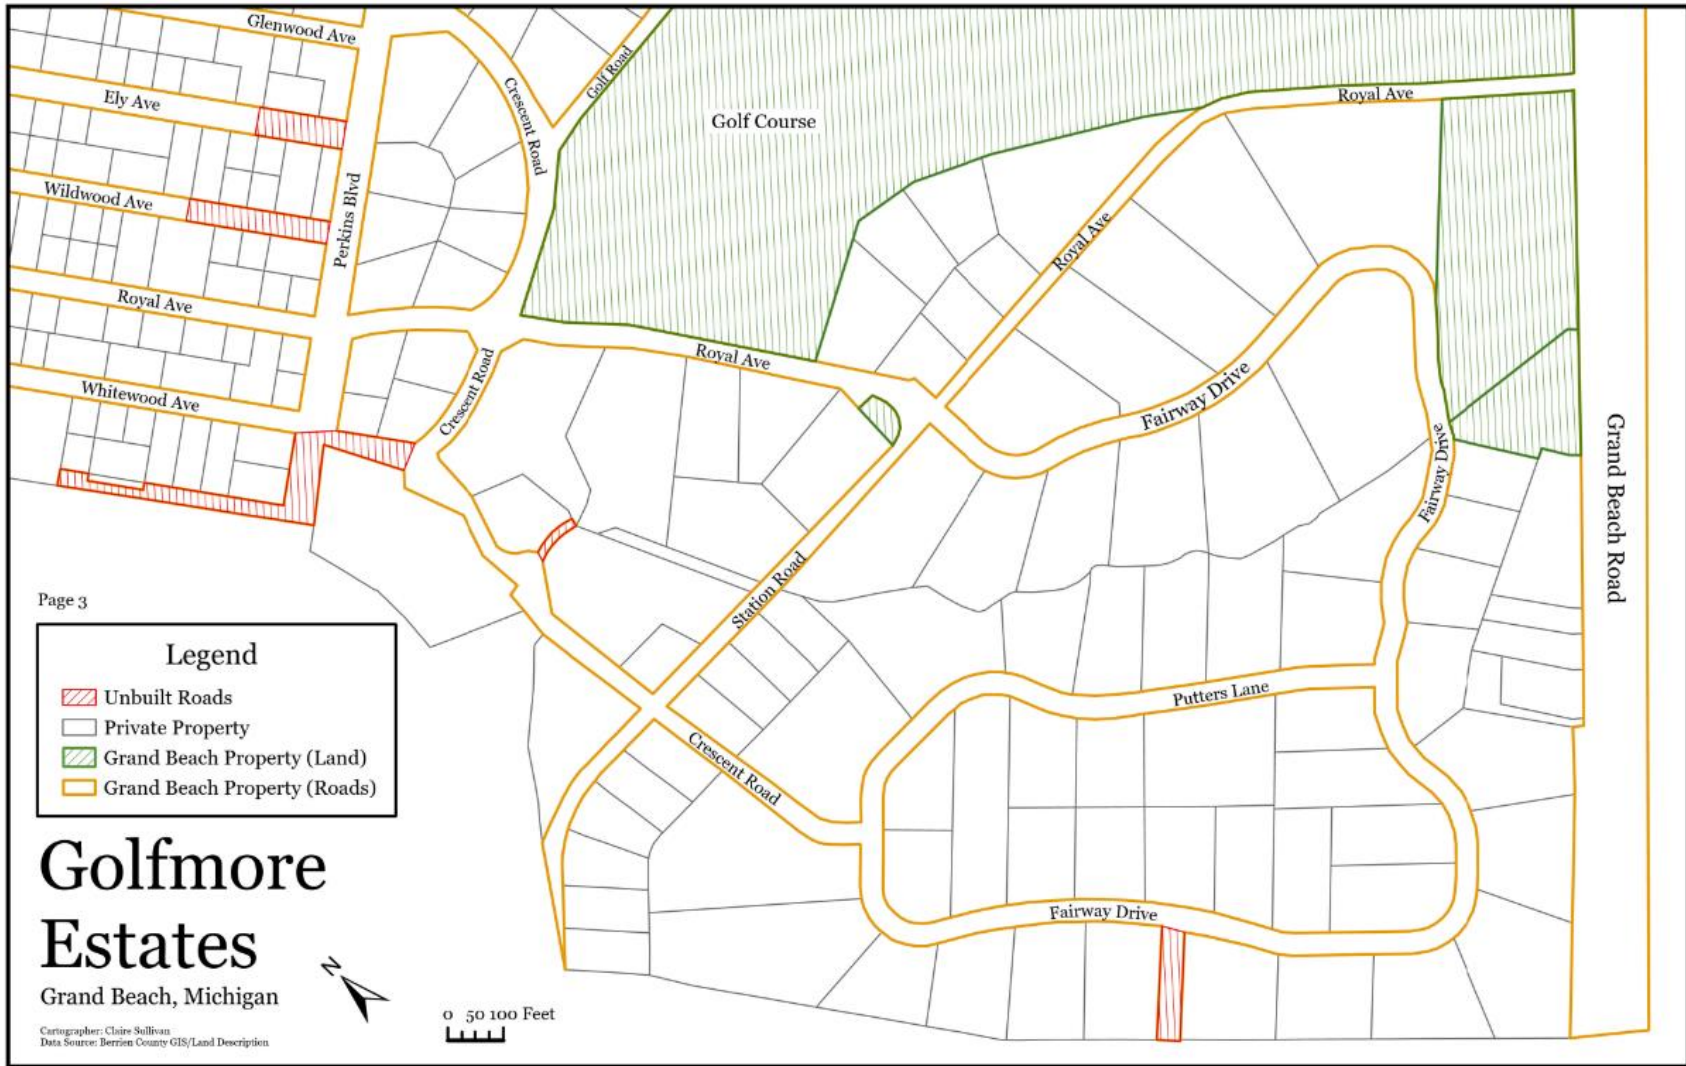 Glenwood Ave
Ely Ave
Wildwood Ave
Royal Ave
Whitewood Ave
Perkins Blvd
Crescent Road
Golf Road
Golf Course
Royal Ave
Royal Ave
Royal Ave
Crescent Road
Fairway Drive
Fairway Drive
Grand Beach Road
Station Road
Putters Lane
Crescent Road
Fairway Drive
Page 3
Legend
Unbuilt Roads
Private Property
Grand Beach Property (Land)
Grand Beach Property (Roads)
Golfmore
Estates
Grand Beach, Michigan
N
Cartographer: Claire Sullivan
Data Source: Berrien County GIS/Land Description
0 50 100 Feet